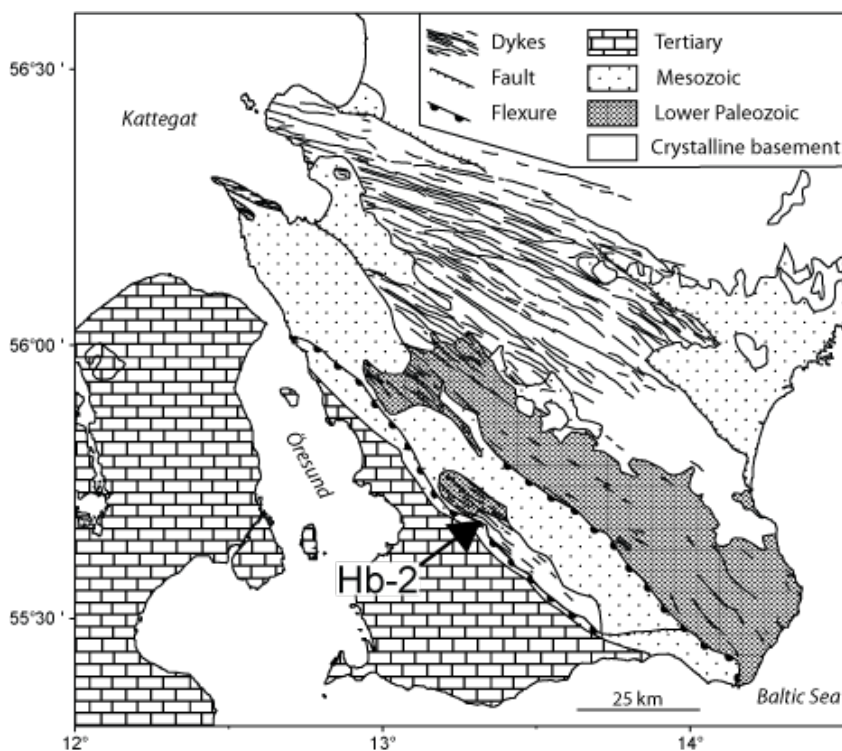 56°30 '
Kattegat
Dykes
Fault
Flexure
Tertiary
Mesozoic
Lower Paleozoic
Crystalline basement
56°00 '
Öresund
Hb-2
55°30 '
25 km
Baltic Sea
12°
13°
14°